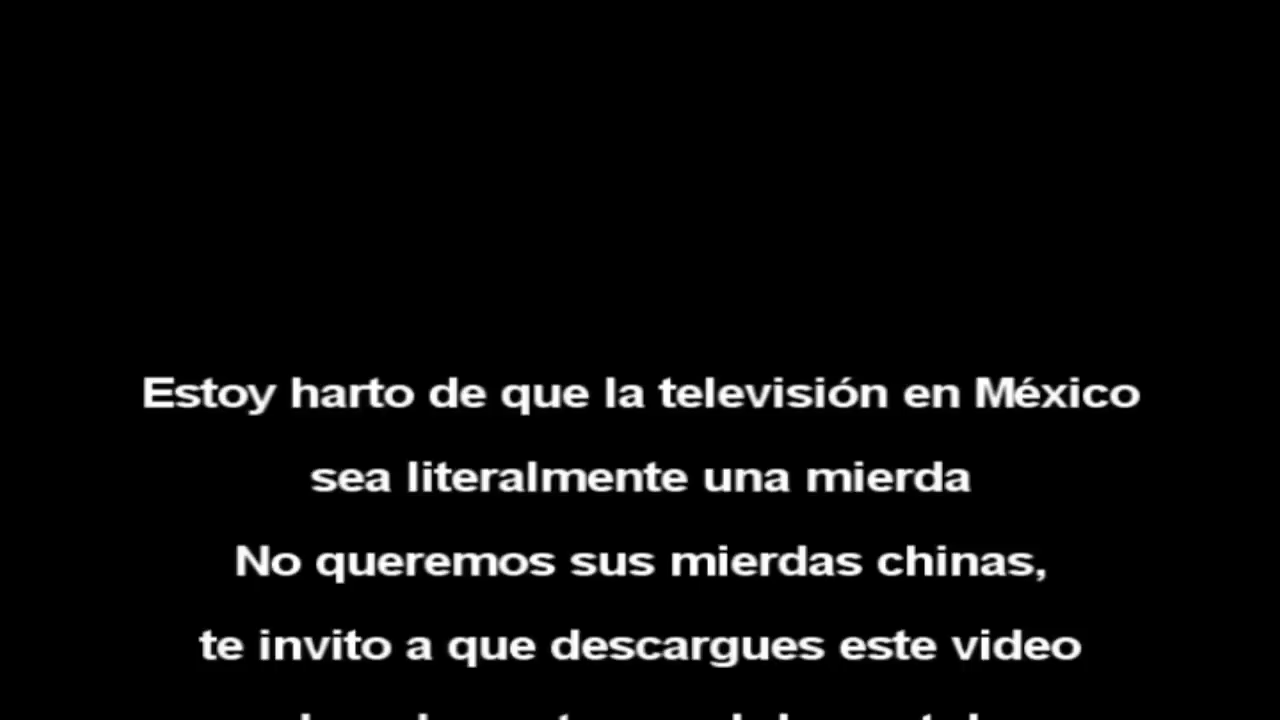 Estoy harto de que la televisión en México
sea literalmente una mierda
No queremos sus mierdas chinas,
te invito a que descargues este video